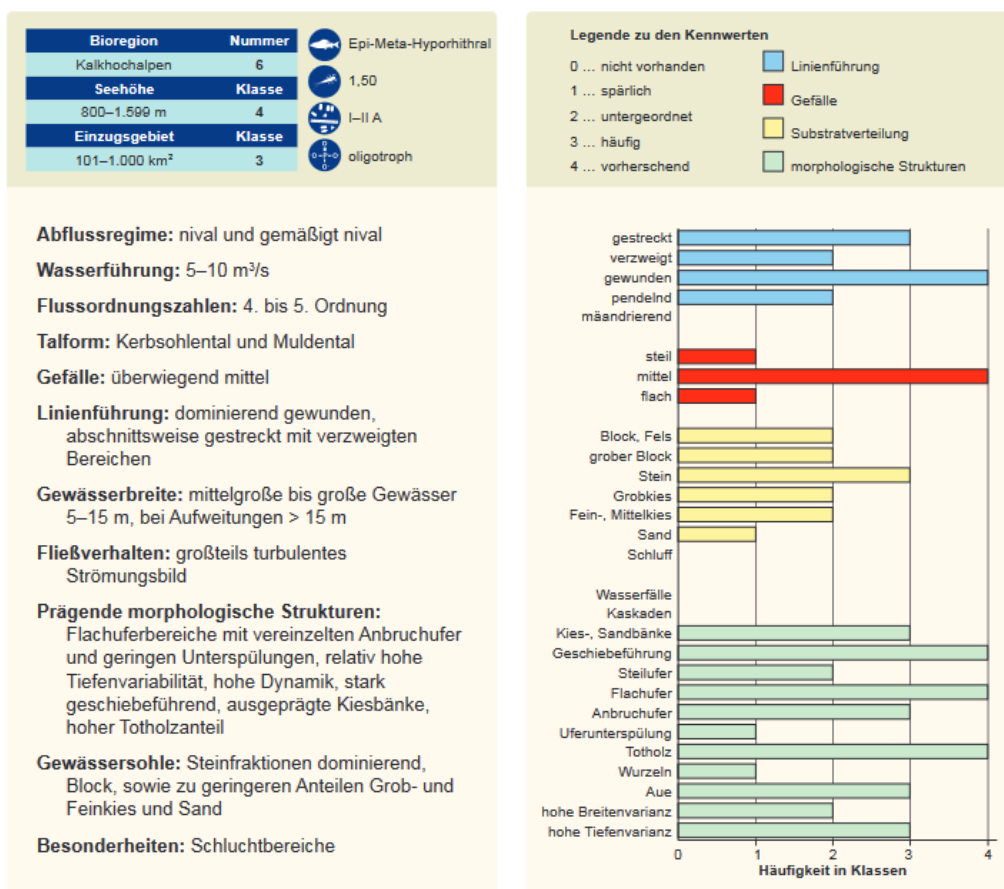 Bioregion Nummer
Kalkhochalpen 6
Seehöhe Klasse
800–1.599 m 4
Einzugsgebiet Klasse
101–1.000 km² 3
Epi-Meta-Hyporhithral
1,50
I–II A
oligotroph
Abflussregime: nival und gemäßigt nival
Wasserführung: 5–10 m³/s
Flussordnungszahlen: 4. bis 5. Ordnung
Talform: Kerbsohlental und Muldental
Gefälle: überwiegend mittel
Linienführung: dominierend gewunden,
abschnittsweise gestreckt mit verzweigten
Bereichen
Gewässerbreite: mittelgroße bis große Gewässer
5–15 m, bei Aufweitungen > 15 m
Fließverhalten: großteils turbulentes
Strömungsbild
Prägende morphologische Strukturen:
Flachuferbereiche mit vereinzelten Anbruchufer
und geringen Unterspülungen, relativ hohe
Tiefenvariabilität, hohe Dynamik, stark
geschiebeführend, ausgeprägte Kiesbänke,
hoher Totholzanteil
Gewässersohle: Steinfraktionen dominierend,
Block, sowie zu geringeren Anteilen Grob- und
Feinkies und Sand
Besonderheiten: Schluchtbereiche
Legende zu den Kennwerten
0 ... nicht vorhanden
1 ... spärlich
2 ... untergeordnet
3 ... häufig
4 ... vorherschend
Linienführung
Gefälle
Substratverteilung
morphologische Strukturen
gestreckt
verzweigt
gewunden
pendelnd
mäandrierend
steil
mittel
flach
Block, Fels
grober Block
Stein
Grobkies
Fein-, Mittelkies
Sand
Schluff
Wasserfälle
Kaskaden
Kies-, Sandbänke
Geschiebeführung
Steilufer
Flachufer
Anbruchufer
Uferunterspülung
Totholz
Wurzeln
Aue
hohe Breitenvarianz
hohe Tiefenvarianz
0 1 2 3 4
Häufigkeit in Klassen